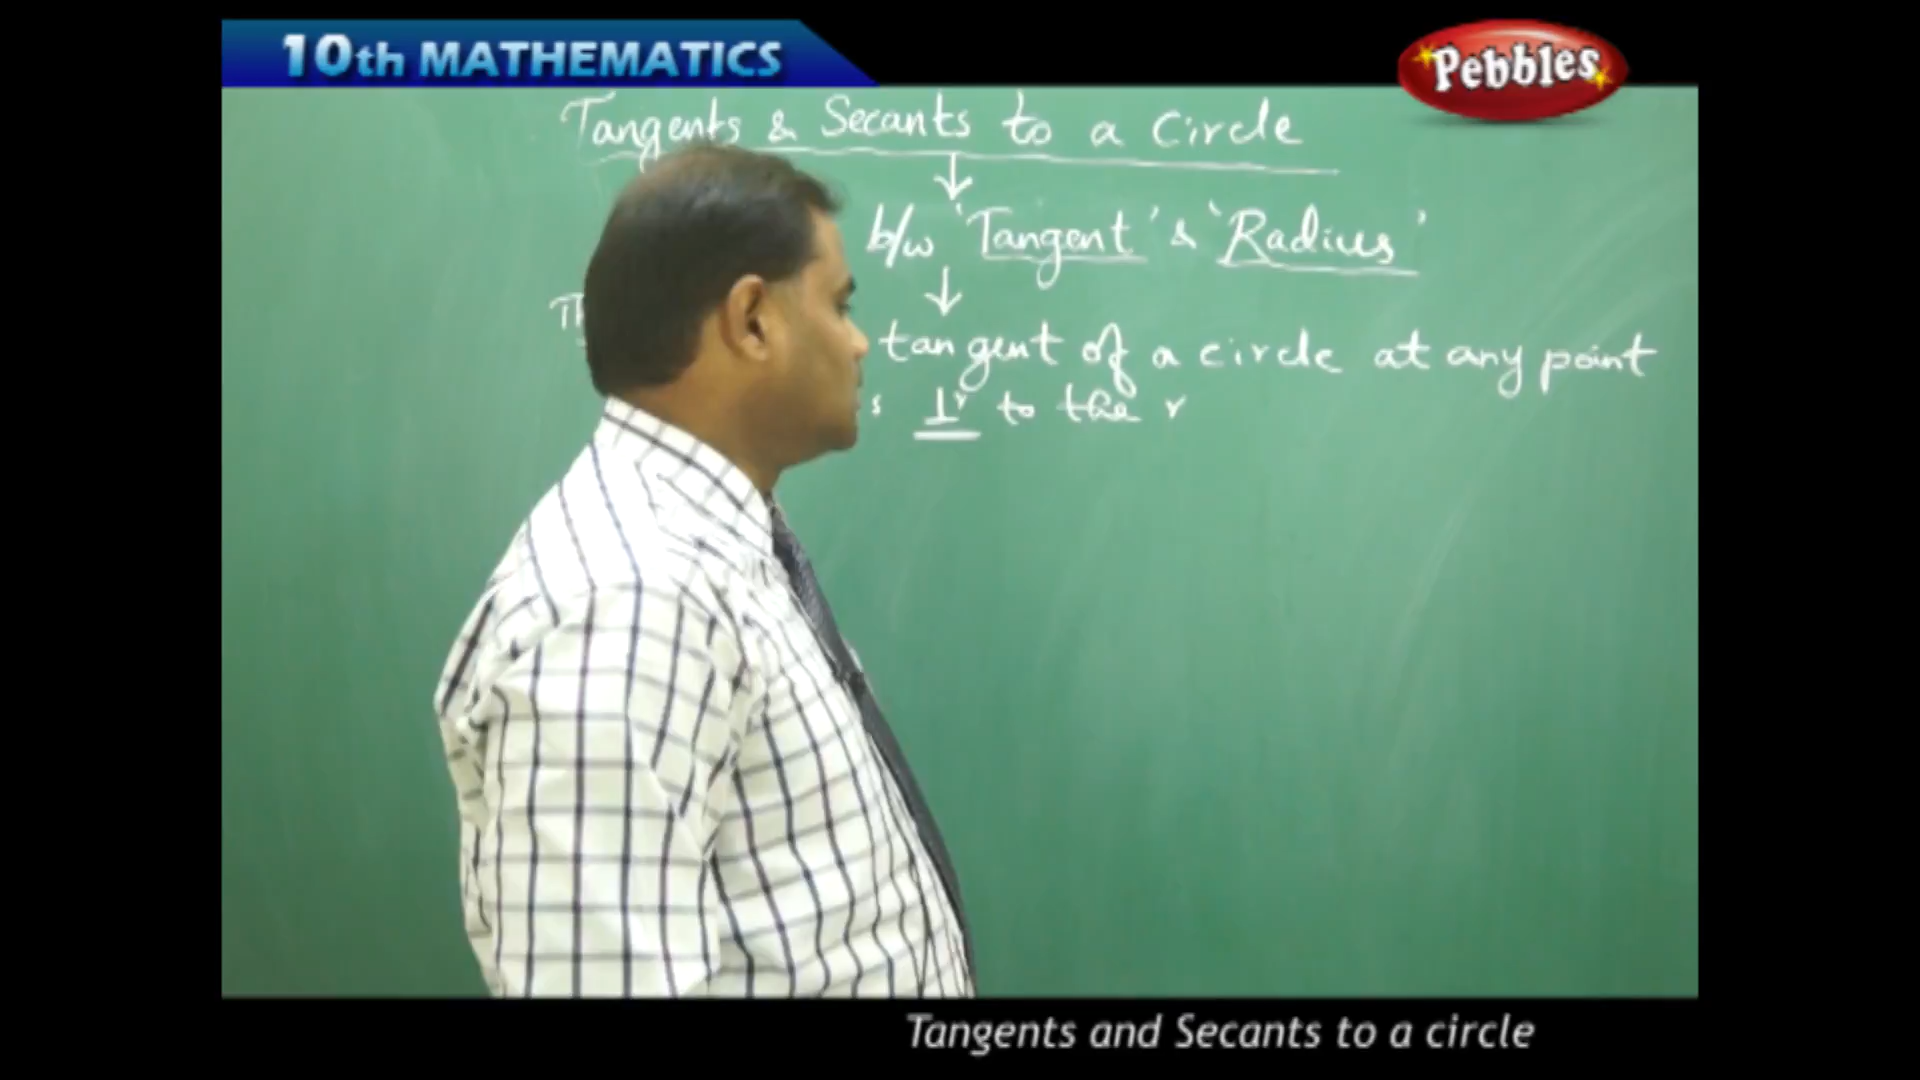 10th MATHEMATICS
Pebbles
Tangents & Secants to a Circle
↓
b/w 'Tangent' & 'Radius'
↓
tangent of a circle at any point
⊥r to the r
Tangents and Secants to a circle